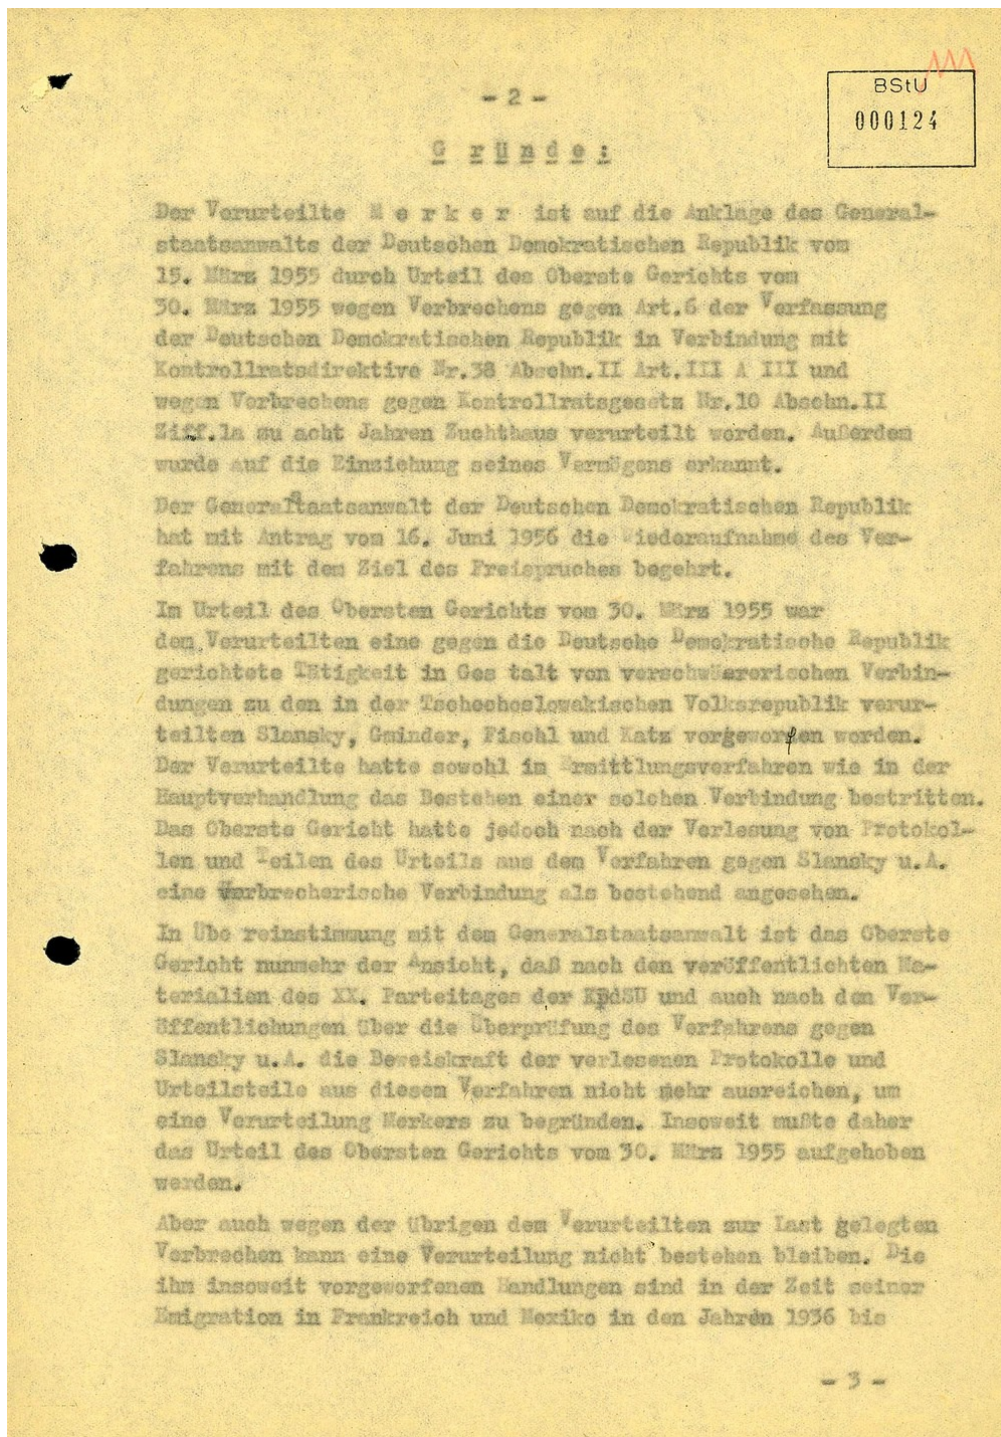 BStU
000124
- 2 -
G r ü n d e :
Der Verurteilte M e r k e r ist auf die Anklage des General-
staatsanwalts der Deutschen Demokratischen Republik vom
15. März 1955 durch Urteil des Oberste Gerichts vom
30. März 1955 wegen Verbrechens gegen Art.6 der Verfassung
der Deutschen Demokratischen Republik in Verbindung mit
Kontrollratsdirektive Nr.38 Abschn.II Art.III A III und
wegen Verbrechens gegen Kontrollratsgesetz Nr.10 Abschn.II
Ziff.1a zu acht Jahren Zuchthaus verurteilt worden. Außerdem
wurde auf die Einziehung seines Vermögens erkannt.
Der Generalstaatsanwalt der Deutschen Demokratischen Republik
hat mit Antrag vom 16. Juni 1956 die Wiederaufnahme des Ver-
fahrens mit dem Ziel des Freispruches begehrt.
Im Urteil des Obersten Gerichts vom 30. März 1955 war
dem Verurteilten eine gegen die Deutsche Demokratische Republik
gerichtete Tätigkeit in Ges talt von verschwörerischen Verbin-
dungen zu den in der Tschechoslowakischen Volksrepublik verur-
teilten Slansky, Gminder, Fischl und Katz vorgeworfen worden.
Der Verurteilte hatte sowohl im Ermittlungsverfahren wie in der
Hauptverhandlung das Bestehen einer solchen Verbindung bestritten.
Das Oberste Gericht hatte jedoch nach der Verlesung von Protokol-
len und Teilen des Urteils aus dem Verfahren gegen Slansky u.A.
eine verbrecherische Verbindung als bestehend angesehen.
In Übe reinstimmung mit dem Generalstaatsanwalt ist das Oberste
Gericht nunmehr der Ansicht, daß nach den veröffentlichten Ma-
terialien des XX. Parteitages der KPdSU und auch nach den Ver-
öffentlichungen über die Überprüfung des Verfahrens gegen
Slansky u.A. die Beweiskraft der verlesenen Protokolle und
Urteilsteile aus diesem Verfahren nicht mehr ausreichen, um
eine Verurteilung Merkers zu begründen. Insoweit mußte daher
das Urteil des Obersten Gerichts vom 30. März 1955 aufgehoben
werden.
Aber auch wegen der übrigen dem Verurteilten zur Last gelegten
Verbrechen kann eine Verurteilung nicht bestehen bleiben. Die
ihm insoweit vorgeworfenen Handlungen sind in der Zeit seiner
Emigration in Frankreich und Mexiko in den Jahren 1936 bis
- 3 -